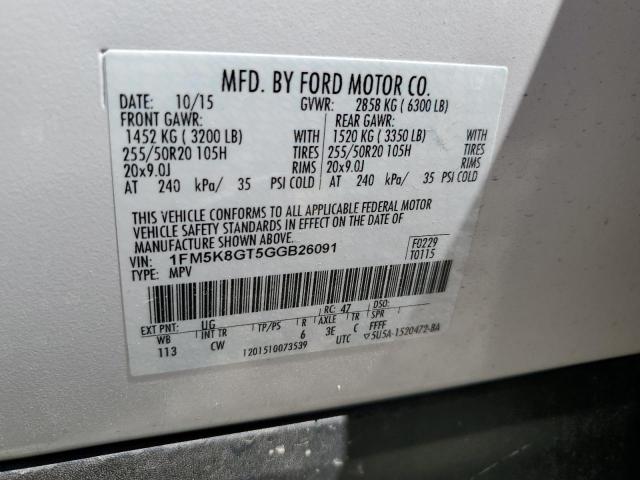 MFD. BY FORD MOTOR CO.
DATE: 10/15 GVWR: 2858 KG ( 6300 LB)
FRONT GAWR: REAR GAWR:
1452 KG ( 3200 LB) WITH 1520 KG ( 3350 LB) WITH
255/50R20 105H TIRES 255/50R20 105H TIRES
20x9.0J RIMS 20x9.0J RIMS
AT 240 kPa/ 35 PSI COLD AT 240 kPa/ 35 PSI COLD
THIS VEHICLE CONFORMS TO ALL APPLICABLE FEDERAL MOTOR
VEHICLE SAFETY STANDARDS IN EFFECT ON THE DATE OF
MANUFACTURE SHOWN ABOVE.
VIN: 1FM5K8GT5GGB26091 F0229
TYPE: MPV T0115
EXT PNT: UG RC: 47 DSO:
WB INT TR TP/PS R AXLE TR SPR
113 CW 6 3E C FFFF
1201510073539 UTC ▽5U5A-1520472-BA